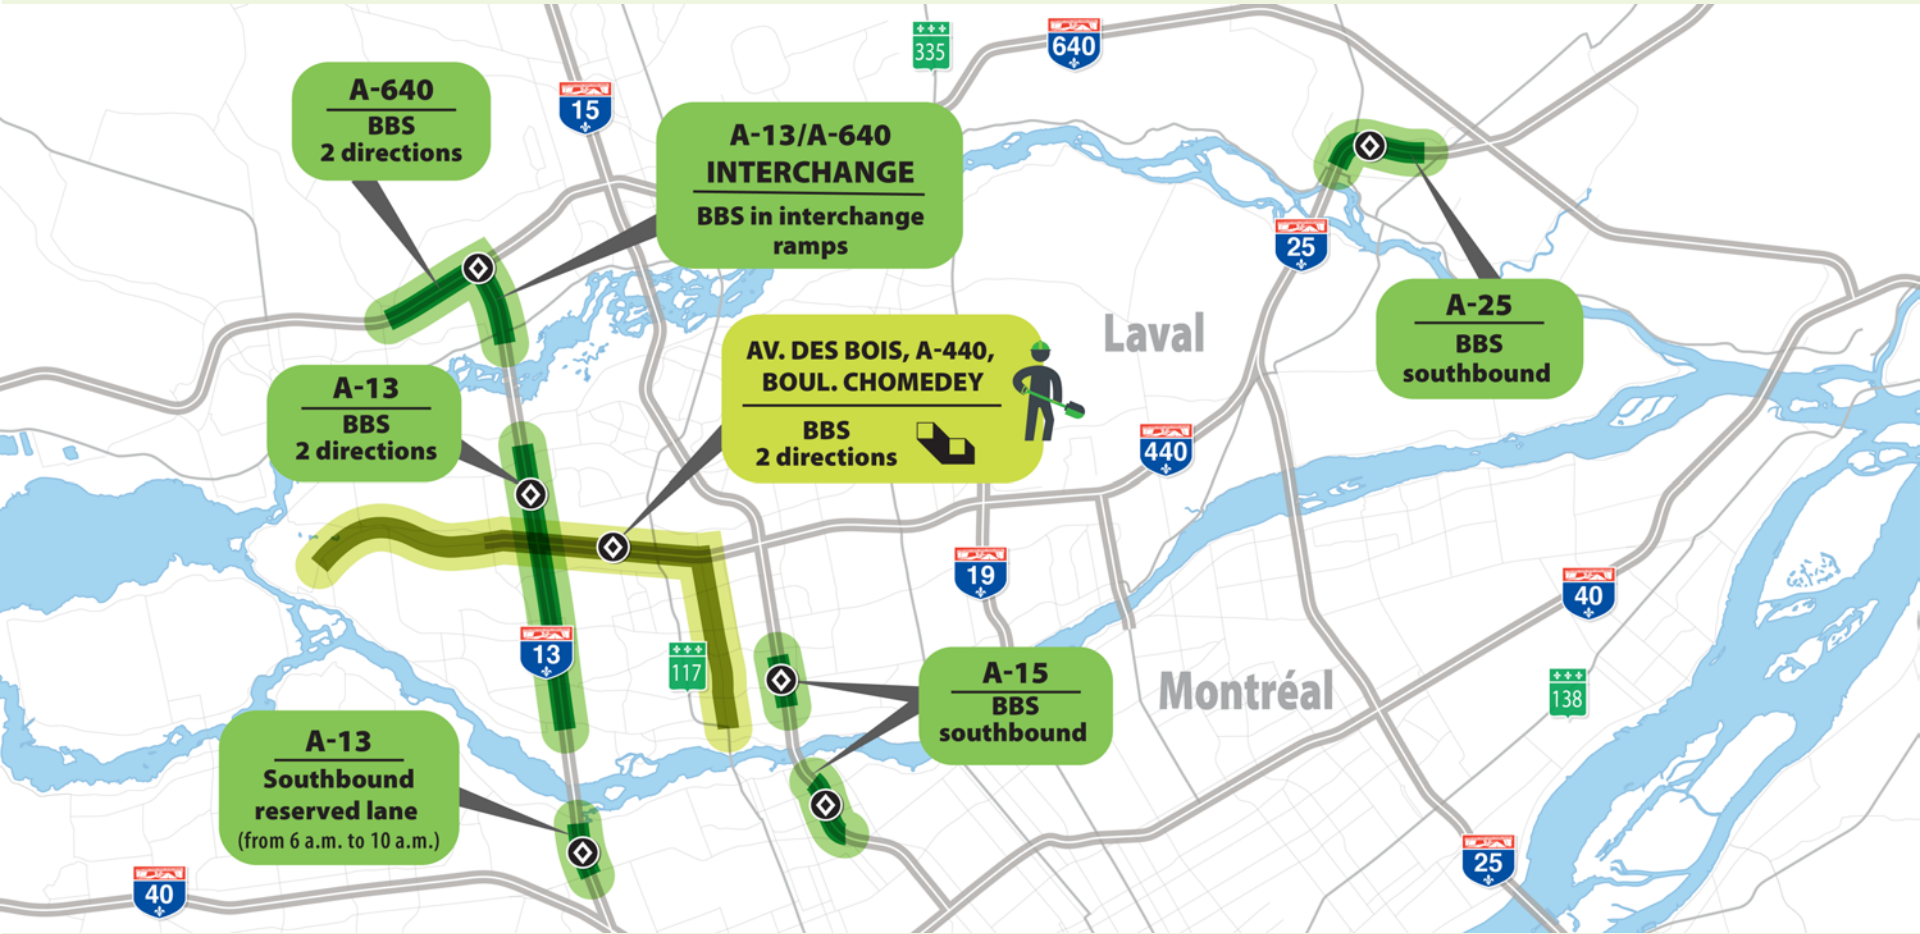 335
640
A-640
BBS
2 directions
15
A-13/A-640
INTERCHANGE
BBS in interchange
ramps
25
A-25
BBS
southbound
Laval
AV. DES BOIS, A-440,
BOUL. CHOMEDEY
BBS
2 directions
A-13
BBS
2 directions
440
19
40
13
117
A-15
BBS
southbound
Montréal
138
A-13
Southbound
reserved lane
(from 6 a.m. to 10 a.m.)
40
25